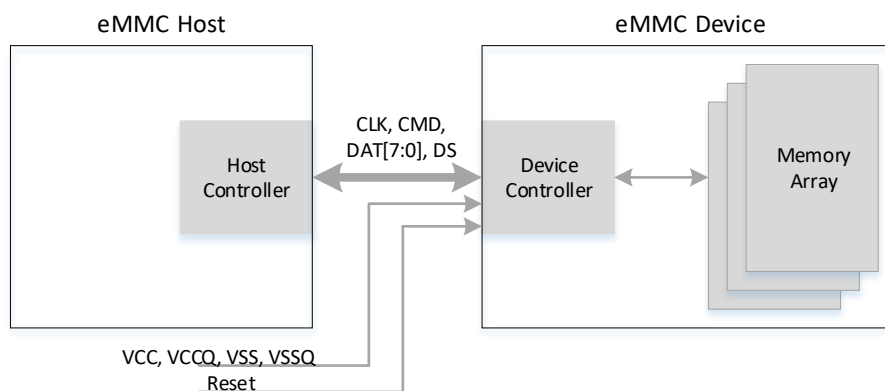 eMMC Host
eMMC Device
CLK, CMD,
DAT[7:0], DS
Host
Controller
Device
Controller
Memory
Array
VCC, VCCQ, VSS, VSSQ
Reset